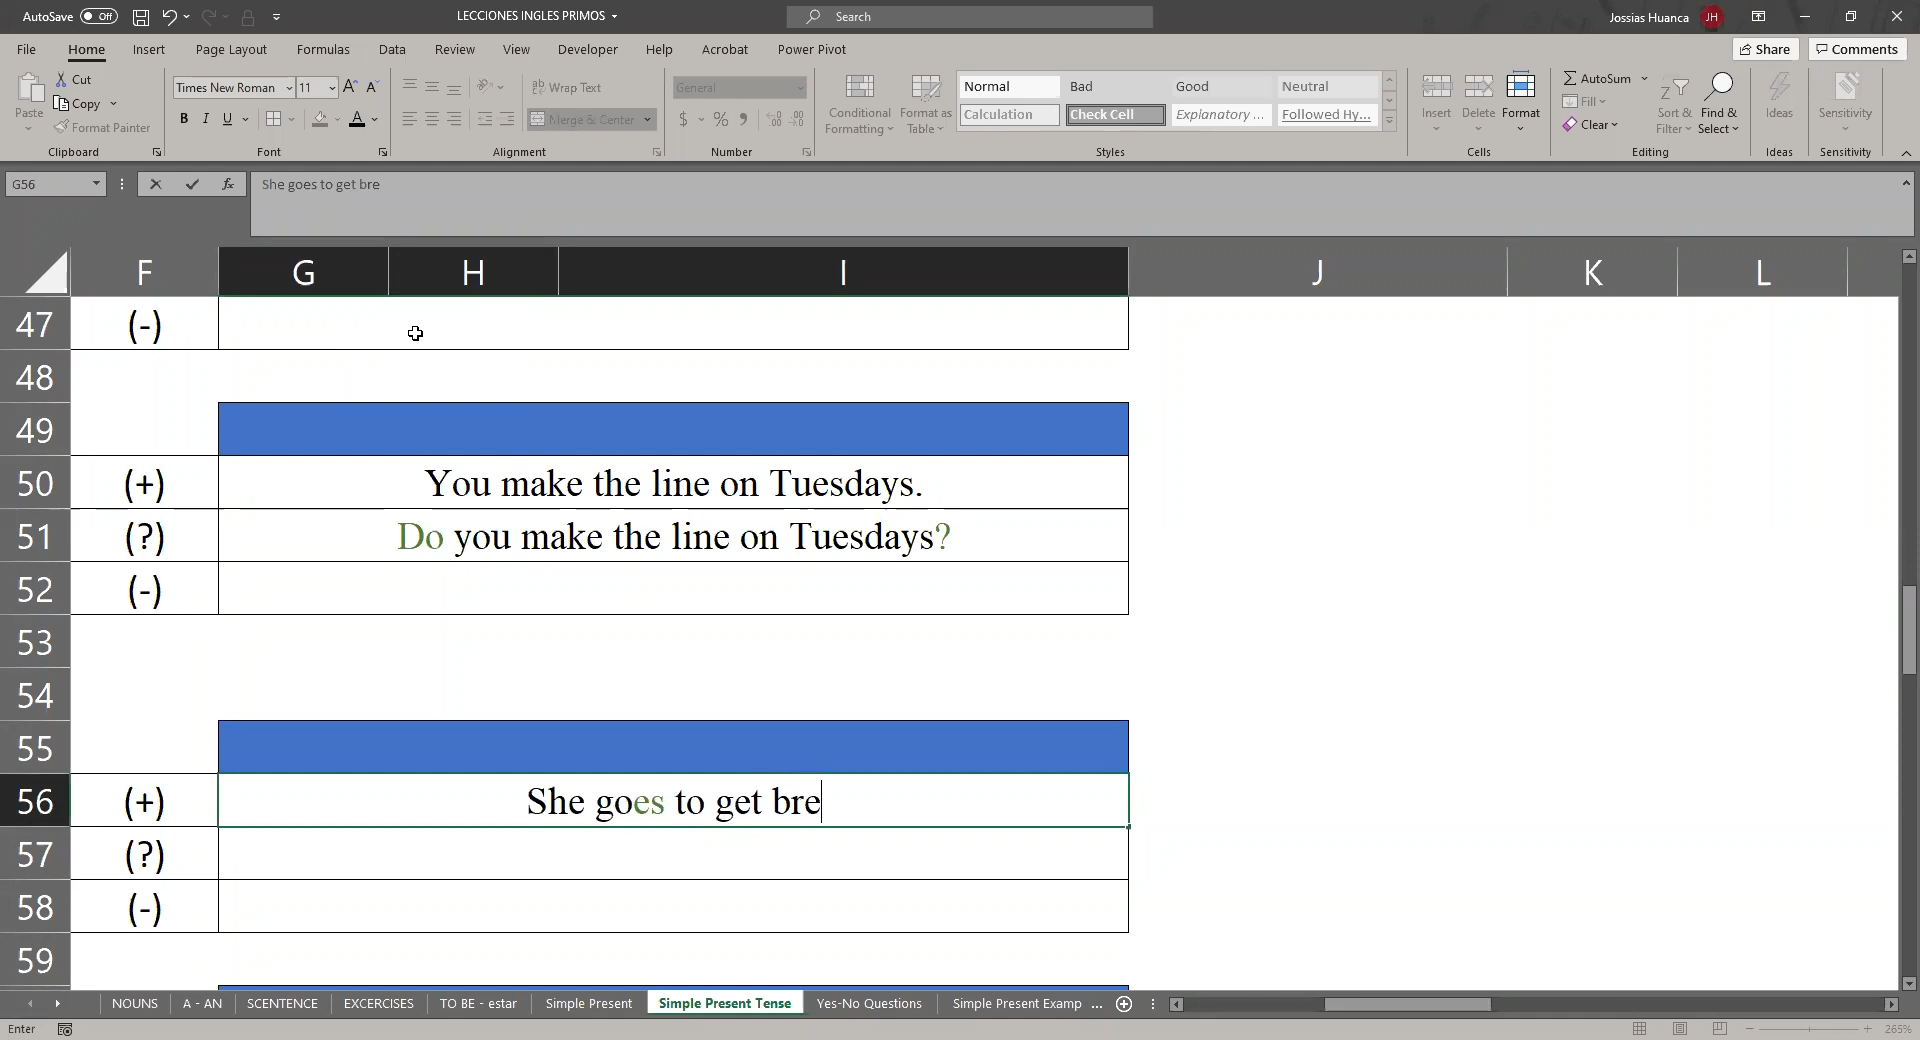 AutoSave Off LECCIONES INGLES PRIMOS Search Jossias Huanca JH
File Home Insert Page Layout Formulas Data Review View Developer Help Acrobat Power Pivot Share Comments
Paste Cut Copy Format Painter
Times New Roman 11 A A
B I U A
ab Wrap Text
Merge & Center
General
$ % 9
Conditional Formatting Format as Table
Normal Bad Good Neutral
Calculation Check Cell Explanatory ... Followed Hy...
Insert Delete Format
AutoSum Fill Clear
Sort & Filter Find & Select Ideas Sensitivity
Clipboard Font Alignment Number Styles Cells Editing Ideas Sensitivity
G56 fx She goes to get bre
F G H I J K L
47 (-)
48
49
50 (+) You make the line on Tuesdays.
51 (?) Do you make the line on Tuesdays?
52 (-)
53
54
55
56 (+) She goes to get bre
57 (?)
58 (-)
59
NOUNS A - AN SCENTENCE EXCERCISES TO BE - estar Simple Present Simple Present Tense Yes-No Questions Simple Present Examp ...
Enter 265%